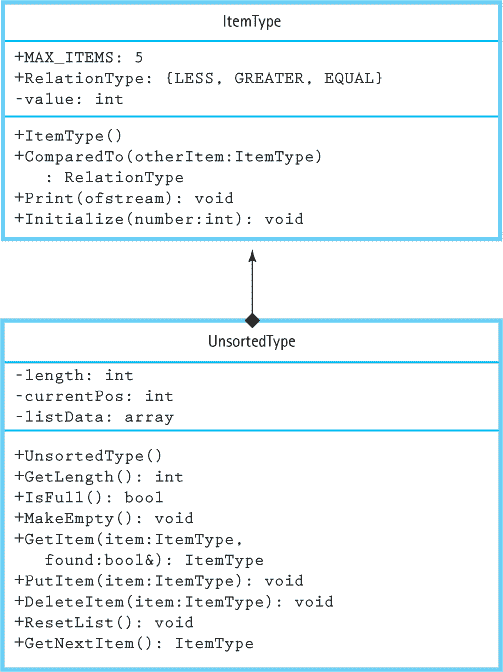 ItemType
+MAX_ITEMS: 5
+RelationType: {LESS, GREATER, EQUAL}
-value: int
+ItemType()
+ComparedTo(otherItem:ItemType)
: RelationType
+Print(ofstream): void
+Initialize(number:int): void
UnsortedType
-length: int
-currentPos: int
-listData: array
+UnsortedType()
+GetLength(): int
+IsFull(): bool
+MakeEmpty(): void
+GetItem(item:ItemType,
found:bool&): ItemType
+PutItem(item:ItemType): void
+DeleteItem(item:ItemType): void
+ResetList(): void
+GetNextItem(): ItemType